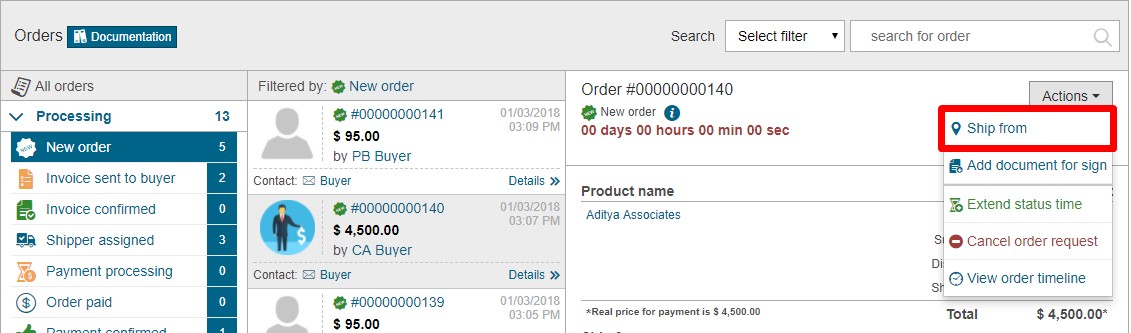 Orders Documentation
Search Select filter search for order
All orders
Processing 13
NEW New order 5
Invoice sent to buyer 2
Invoice confirmed 0
Shipper assigned 3
Payment processing 0
Order paid 0
Payment confirmed 1
Filtered by: NEW New order
NEW #00000000141 01/03/2018
03:09 PM
$ 95.00
by PB Buyer
Contact: Buyer Details »
NEW #00000000140 01/03/2018
03:07 PM
$ 4,500.00
by CA Buyer
Contact: Buyer Details »
NEW #00000000139 01/03/2018
03:05 PM
$ 95.00
Order #00000000140
NEW New order
00 days 00 hours 00 min 00 sec
Actions
Ship from
Add document for sign
Extend status time
Cancel order request
View order timeline
Product name
Aditya Associates
Su
Di
Sh
*Real price for payment is $ 4,500.00
Total $ 4,500.00*